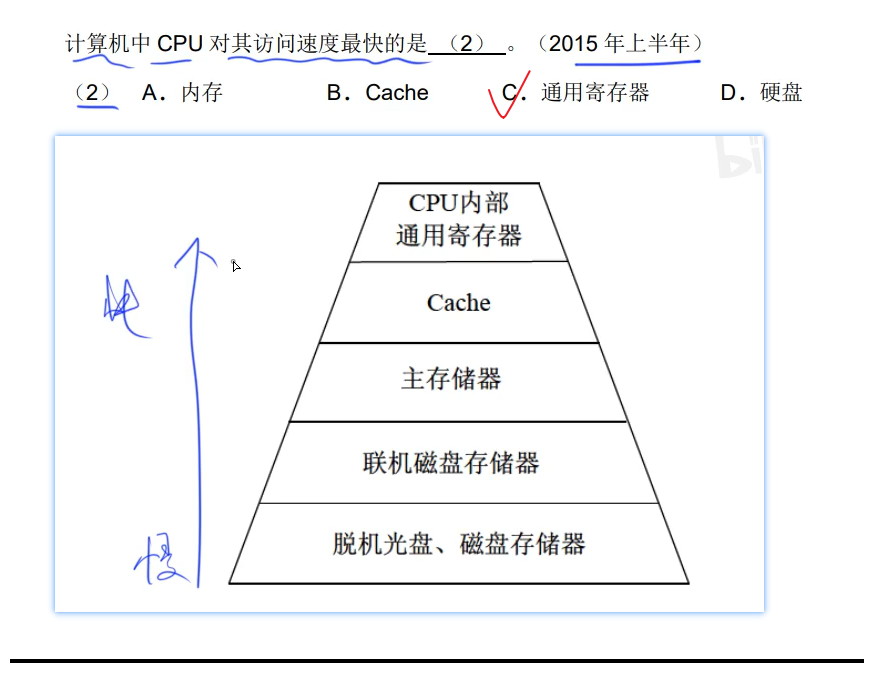 计算机中 CPU 对其访问速度最快的是 （2） 。（2015 年上半年）
（2） A．内存 B．Cache C．通用寄存器 D．硬盘
bi
CPU内部
通用寄存器
快
Cache
主存储器
联机磁盘存储器
慢
脱机光盘、磁盘存储器